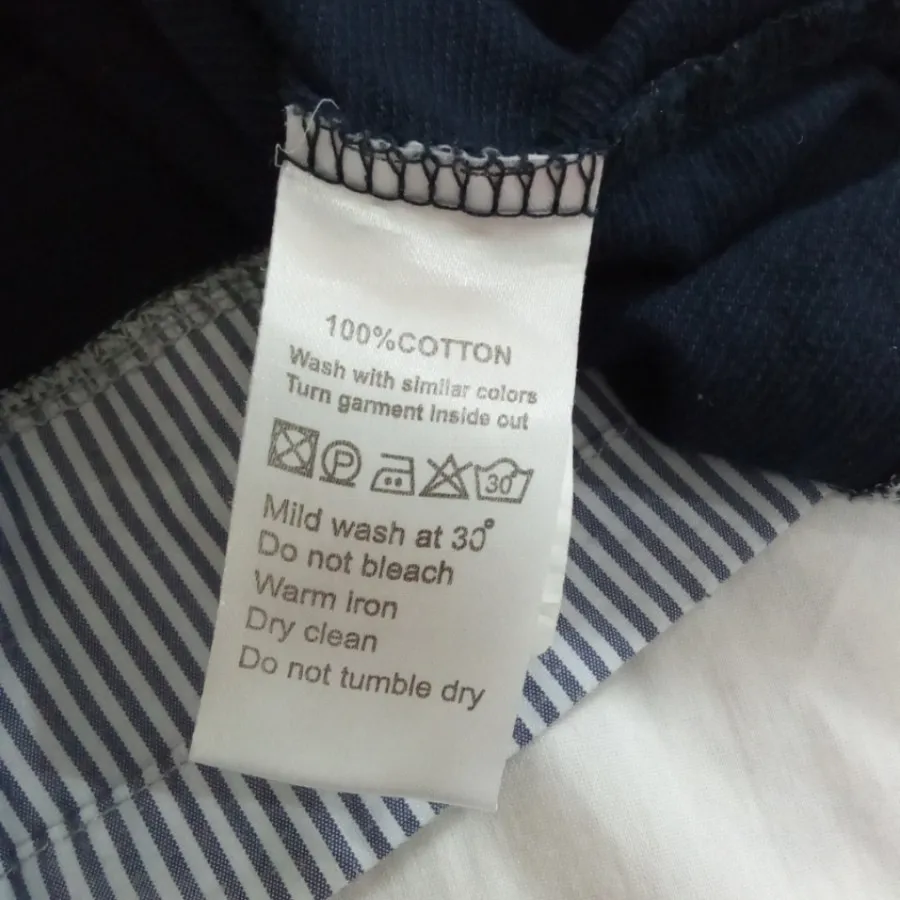 100%COTTON
Wash with similar colors
Turn garment inside out
P 30
Mild wash at 30°
Do not bleach
Warm iron
Dry clean
Do not tumble dry